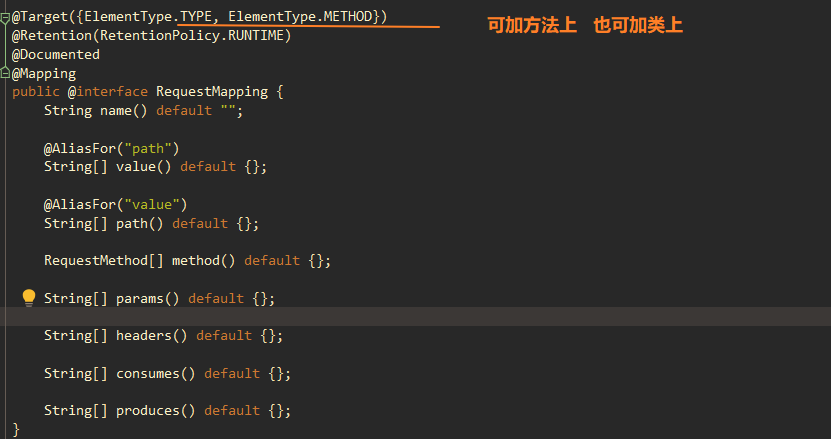 @Target({ElementType.TYPE, ElementType.METHOD})
可加方法上 也可加类上
@Retention(RetentionPolicy.RUNTIME)
@Documented
@Mapping
public @interface RequestMapping {
    String name() default "";
    @AliasFor("path")
    String[] value() default {};
    @AliasFor("value")
    String[] path() default {};
    RequestMethod[] method() default {};
    String[] params() default {};
    String[] headers() default {};
    String[] consumes() default {};
    String[] produces() default {};
}